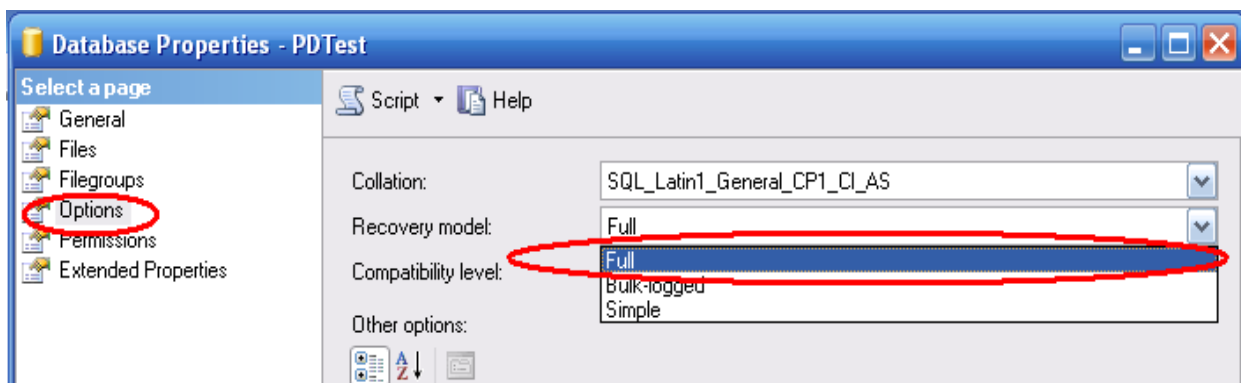 Database Properties - PDTest
Select a page
General
Files
Filegroups
Options
Permissions
Extended Properties
Script Help
Collation: SQL_Latin1_General_CP1_CI_AS
Recovery model: Full
Full
Compatibility level:
Bulk-logged
Simple
Other options:
A
Z